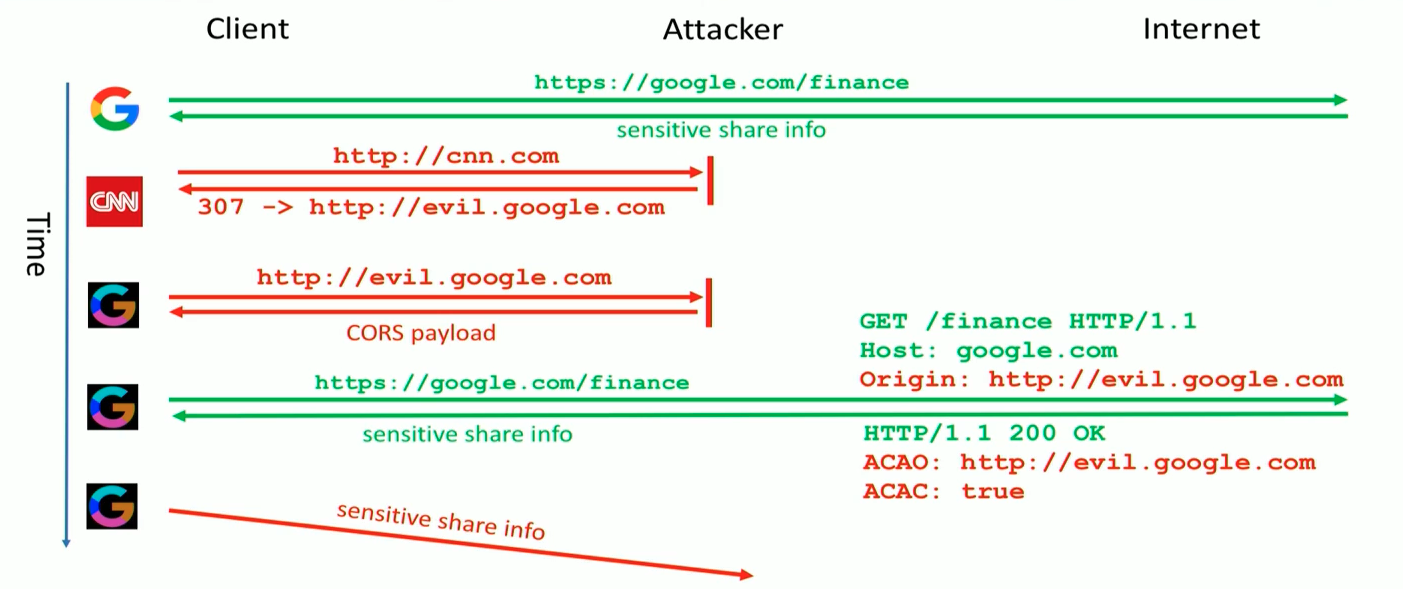 Client
Attacker
Internet
Time
https://google.com/finance
sensitive share info
http://cnn.com
CNN
307 -> http://evil.google.com
http://evil.google.com
CORS payload
GET /finance HTTP/1.1
Host: google.com
Origin: http://evil.google.com
https://google.com/finance
sensitive share info
HTTP/1.1 200 OK
ACAO: http://evil.google.com
ACAC: true
sensitive share info